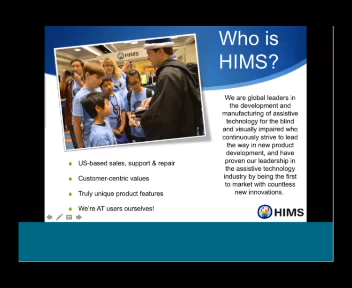 Who is
HIMS?
HIMS
We are global leaders in
the development and
manufacturing of assistive
technology for the blind
and visually impaired who
continuously strive to lead
the way in new product
development, and have
proven our leadership in
the assistive technology
industry by being the first
to market with countless
new innovations.
US-based sales, support & repair
Customer-centric values
Truly unique product features
We're AT users ourselves!
HIMS